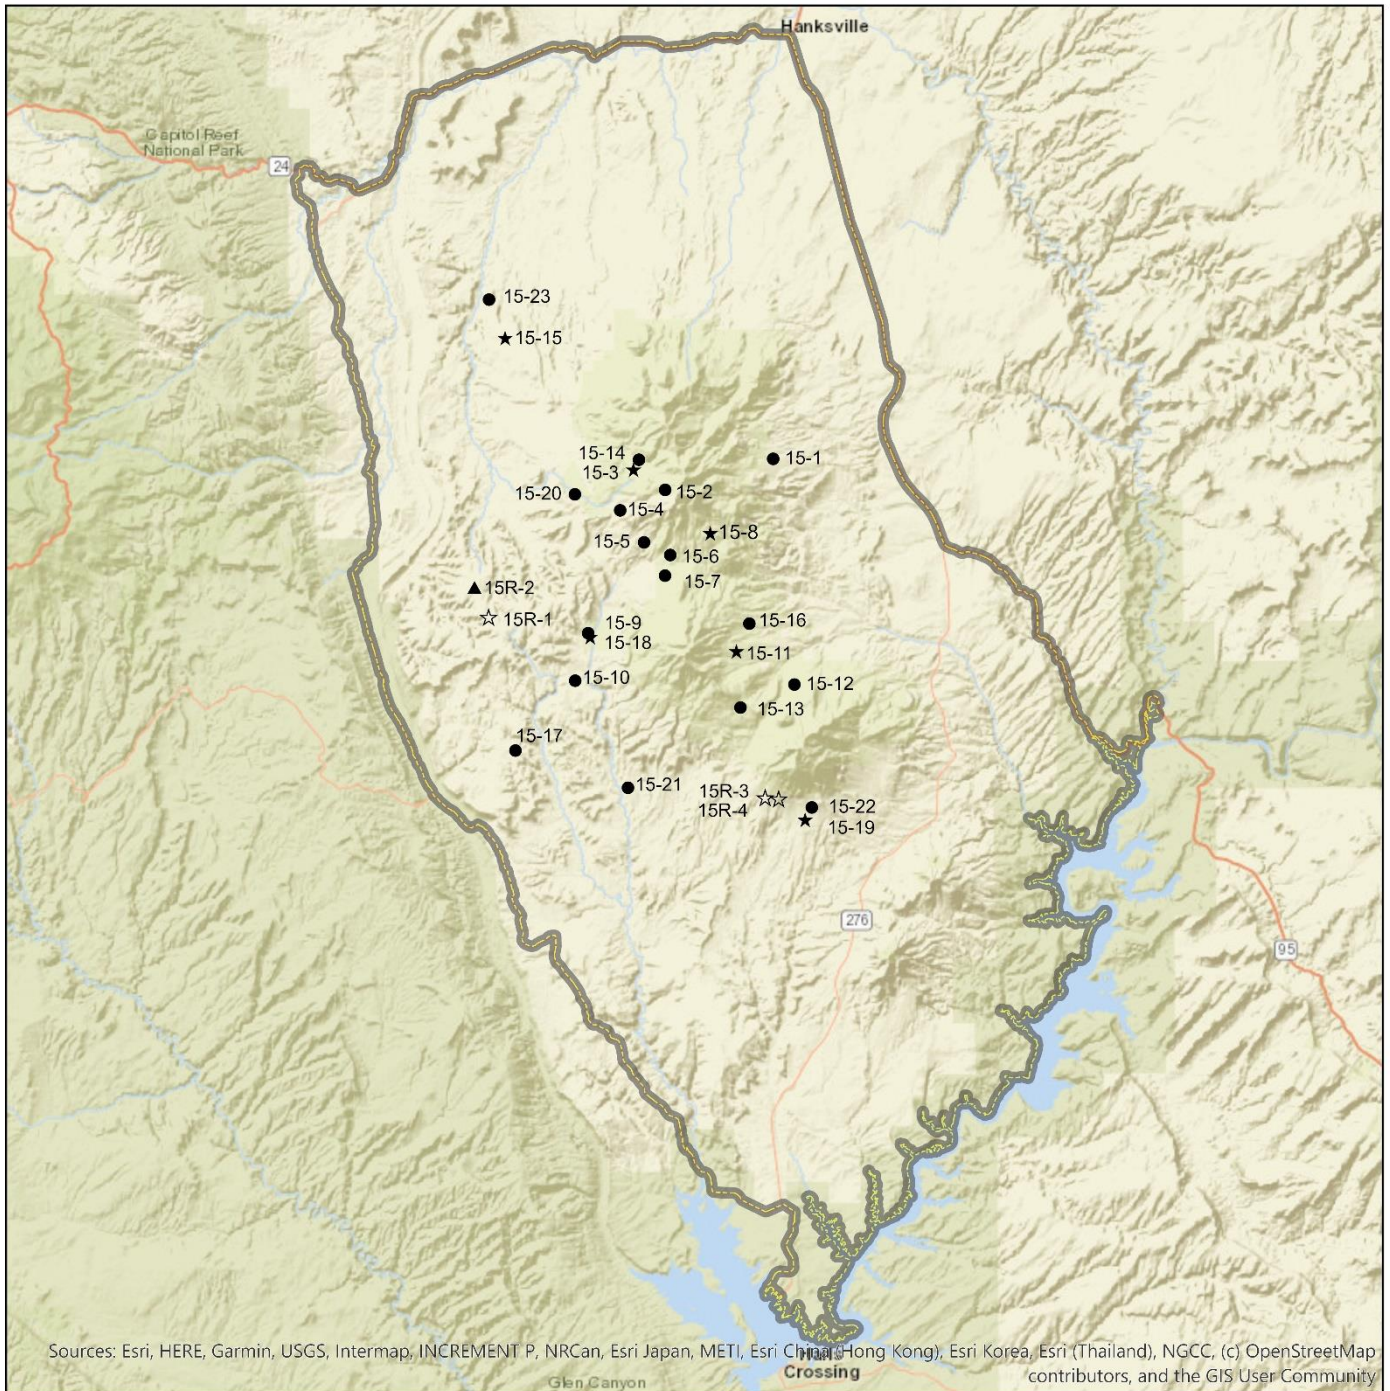 Hanksville
Capitol Reef
National Park
24
15-23
15-15
15-14
15-3
15-1
15-20
15-2
15-4
15-8
15-5
15-6
15-7
15R-2
15R-1
15-9
15-16
15-18
15-11
15-10
15-12
15-13
15-17
15-21
15R-3
15R-4
15-22
15-19
276
95
Sources: Esri, HERE, Garmin, USGS, Intermap, INCREMENT P, NRCan, Esri Japan, METI, Esri China (Hong Kong), Esri Korea, Esri (Thailand), NGCC, (c) OpenStreetMap
contributors, and the GIS User Community
Crossing
Glen Canyon